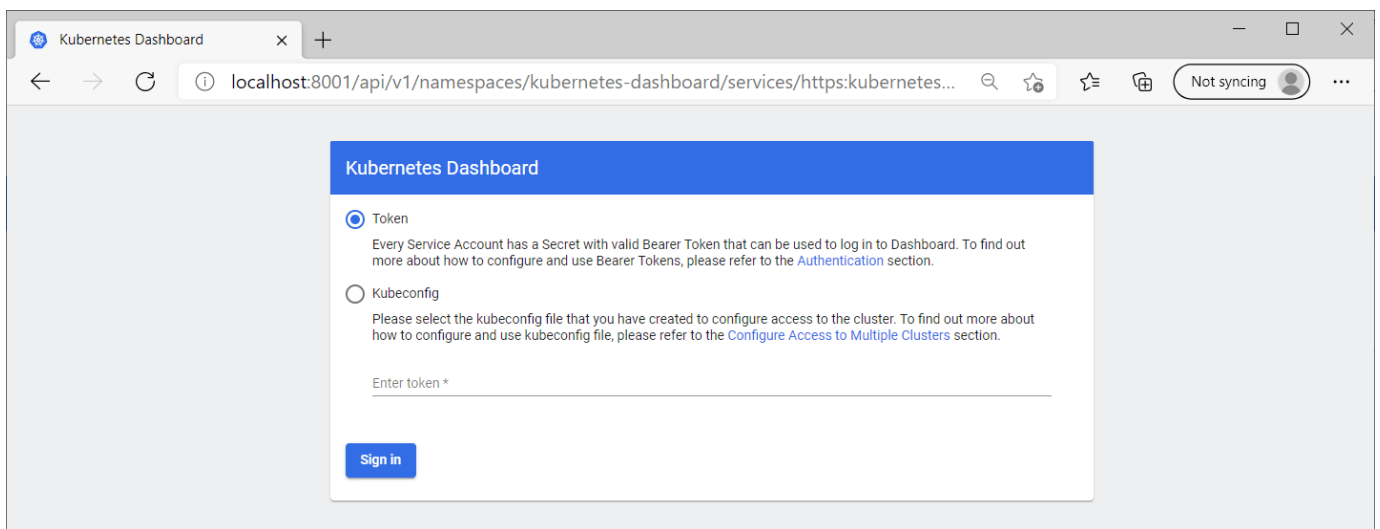 Kubernetes Dashboard
localhost:8001/api/v1/namespaces/kubernetes-dashboard/services/https:kubernetes...
Not syncing
Kubernetes Dashboard
Token
Every Service Account has a Secret with valid Bearer Token that can be used to log in to Dashboard. To find out
more about how to configure and use Bearer Tokens, please refer to the Authentication section.
Kubeconfig
Please select the kubeconfig file that you have created to configure access to the cluster. To find out more about
how to configure and use kubeconfig file, please refer to the Configure Access to Multiple Clusters section.
Enter token *
Sign in